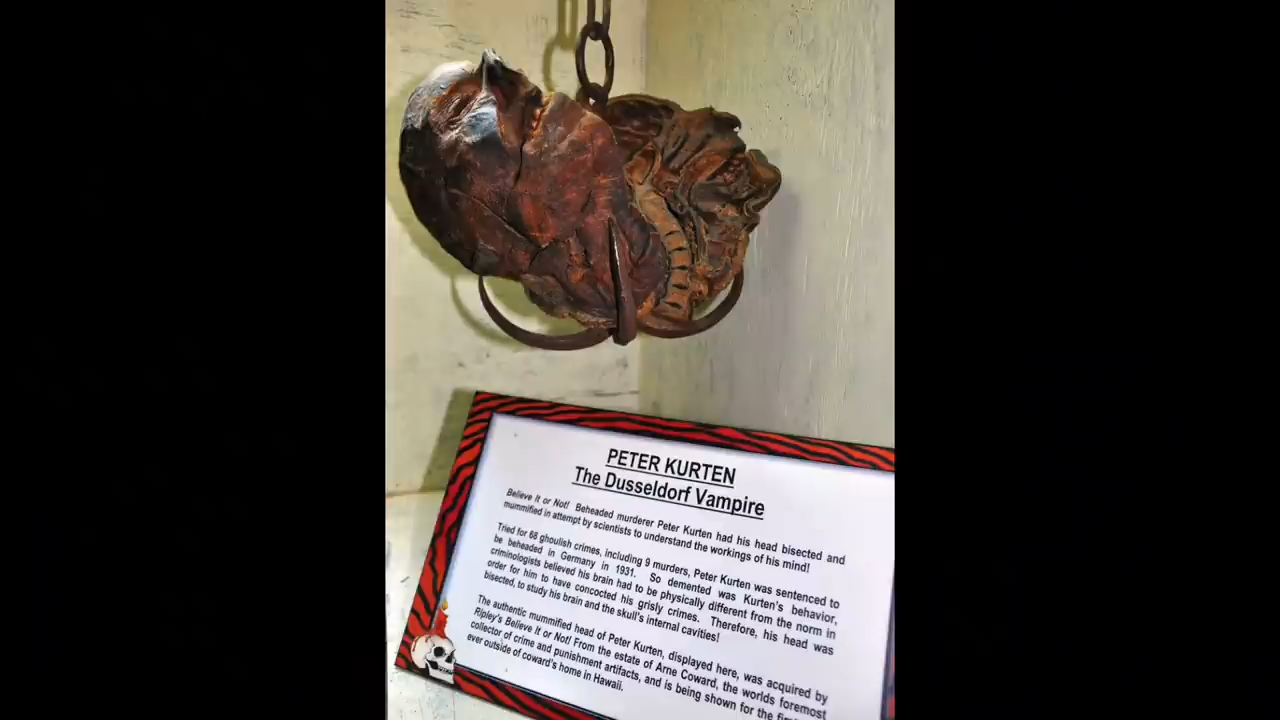 PETER KURTEN
The Dusseldorf Vampire
Believe It or Not! Beheaded murderer Peter Kurten had his head bisected and
mummified in attempt by scientists to understand the workings of his mind!
Tried for 68 ghoulish crimes, including 9 murders, Peter Kurten was sentenced to
be beheaded in Germany in 1931. So demented was Kurten's behavior,
criminologists believed his brain had to be physically different from the norm in
order for him to have concocted his grisly crimes. Therefore, his head was
bisected, to study his brain and the skull's internal cavities!
The authentic mummified head of Peter Kurten, displayed here, was acquired by
Ripley's Believe It or Not! From the estate of Arne Coward, the worlds foremost
collector of crime and punishment artifacts, and is being shown for the
ever outside of coward's home in Hawaii.